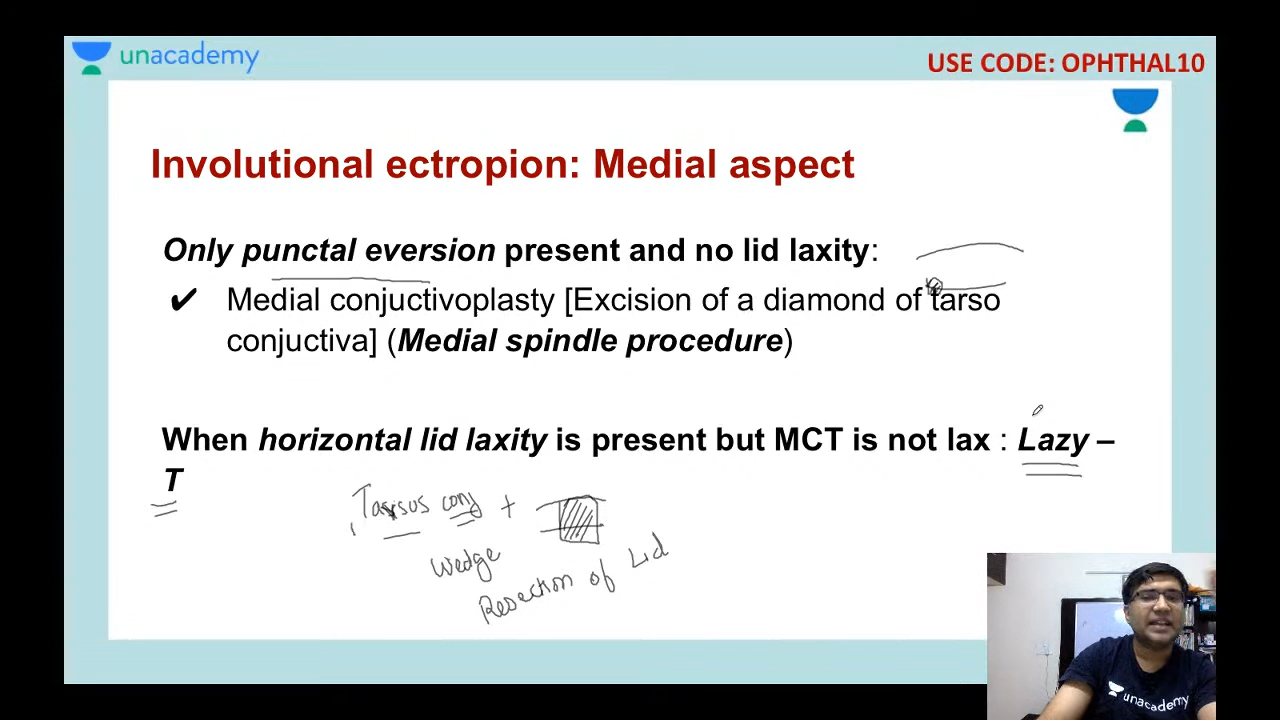 unacademy
USE CODE: OPHTHAL10
Involutional ectropion: Medial aspect
Only punctal eversion present and no lid laxity:
✔ Medial conjuctivoplasty [Excision of a diamond of tarso
conjuctiva] (Medial spindle procedure)
When horizontal lid laxity is present but MCT is not lax : Lazy –
T
Tarsus conj +
Wedge
Resection of Lid
unacademy